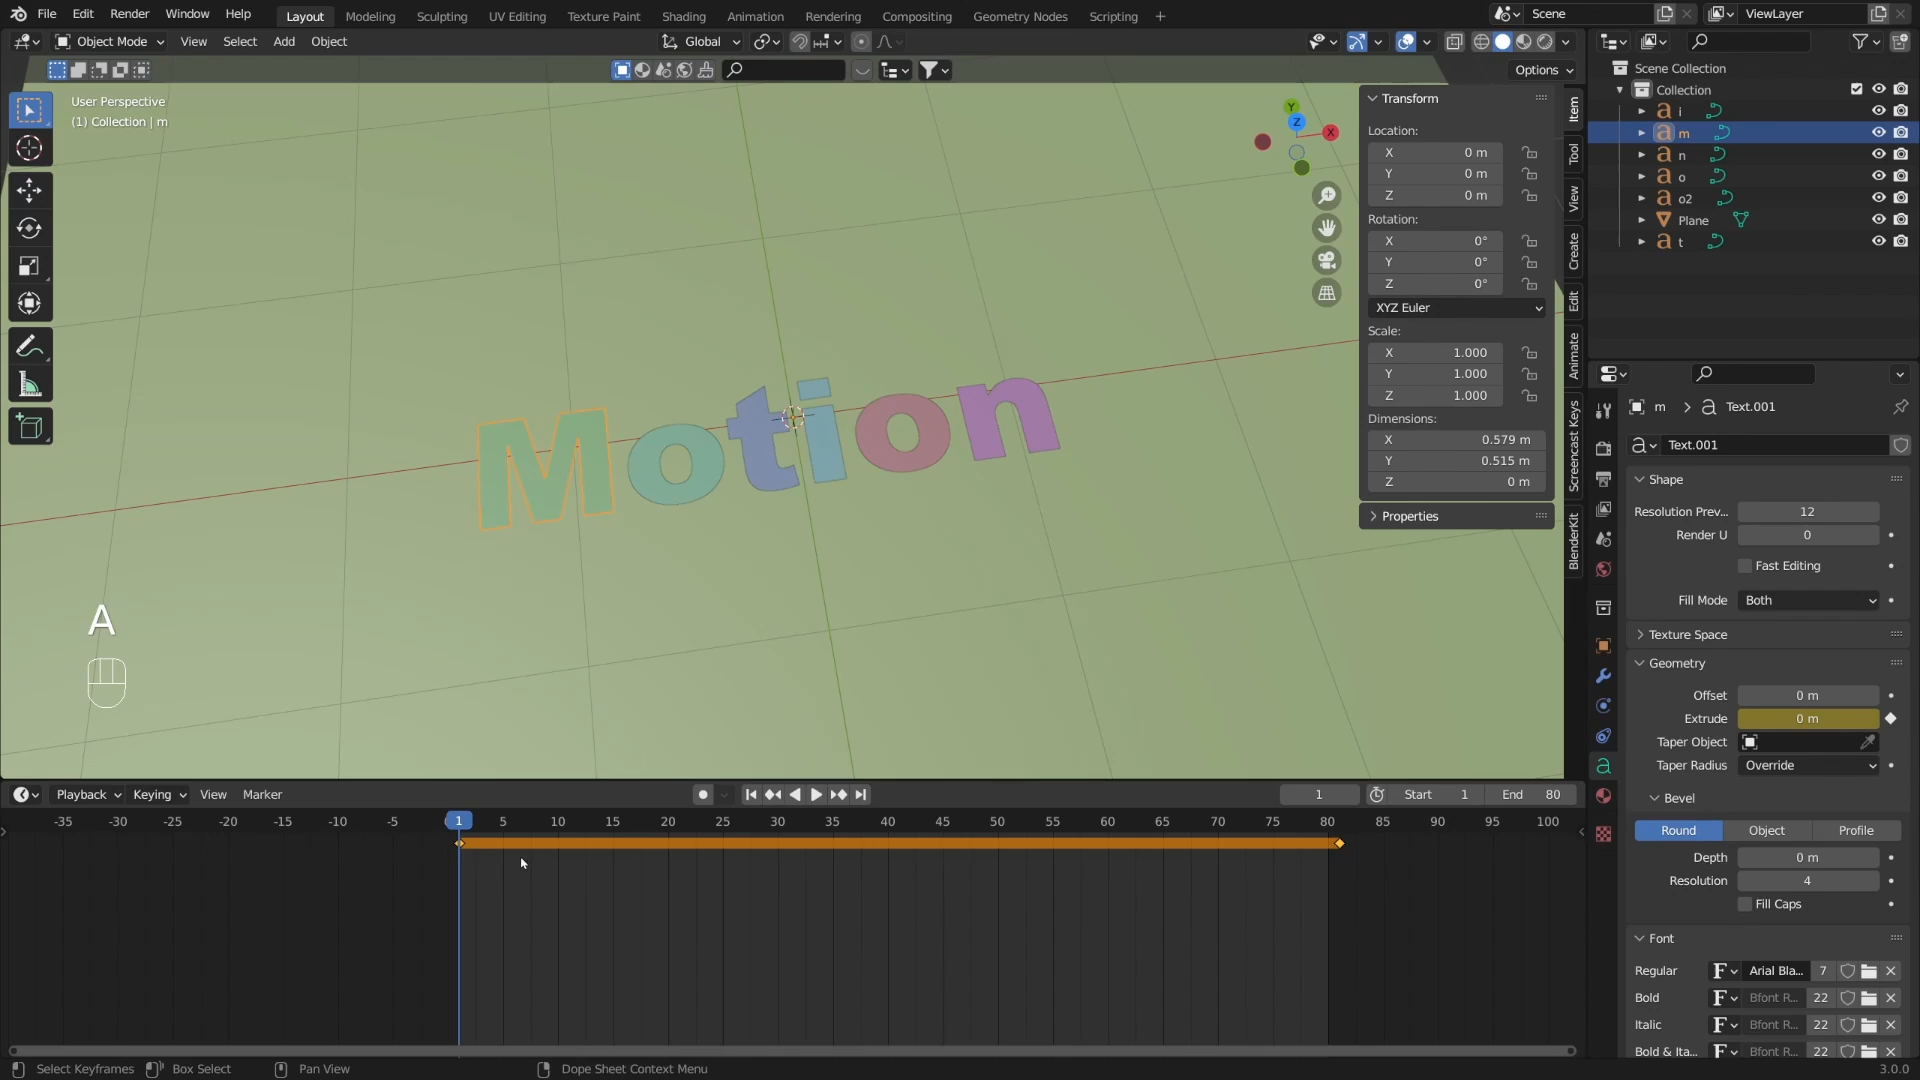 File Edit Render Window Help Layout Modeling Sculpting UV Editing Texture Paint Shading Animation Rendering Compositing Geometry Nodes Scripting + Scene ViewLayer
Object Mode View Select Add Object Global
Options
User Perspective
(1) Collection | m
Y
Z
X
Motion
A
Transform
Location:
X 0 m
Y 0 m
Z 0 m
Rotation:
X 0°
Y 0°
Z 0°
XYZ Euler
Scale:
X 1.000
Y 1.000
Z 1.000
Dimensions:
X 0.579 m
Y 0.515 m
Z 0 m
Properties
Item
Tool
View
Create
Edit
Animate
Screencast Keys
BlenderKit
Scene Collection
Collection
i
m
n
o
o2
Plane
t
m > Text.001
Text.001
Shape
Resolution Prev... 12
Render U 0
Fast Editing
Fill Mode Both
Texture Space
Geometry
Offset 0 m
Extrude 0 m
Taper Object
Taper Radius Override
Bevel
Round Object Profile
Depth 0 m
Resolution 4
Fill Caps
Font
Regular Arial Bla... 7
Bold Bfont R... 22
Italic Bfont R... 22
Bold & Ita... Bfont R... 22
Playback Keying View Marker 1 Start 1 End 80
-35 -30 -25 -20 -15 -10 -5 1 5 10 15 20 25 30 35 40 45 50 55 60 65 70 75 80 85 90 95 100
Select Keyframes Box Select Pan View Dope Sheet Context Menu 3.0.0